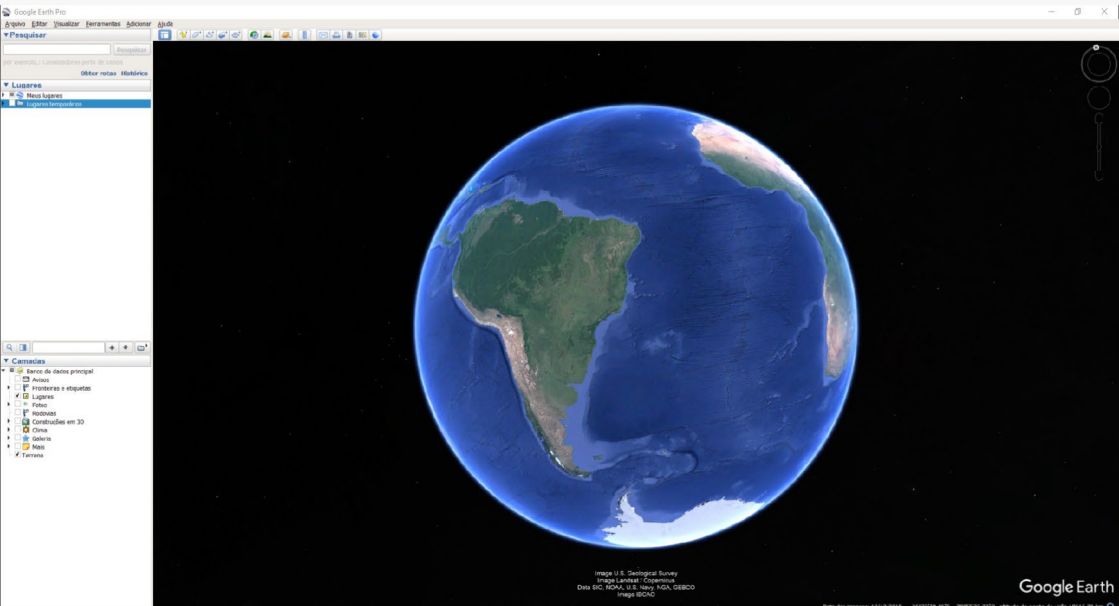 Google Earth Pro
Arquivo Editar Visualizar Ferramentas Adicionar Ajuda
Pesquisar
Pesquisar
Obter rotas Histórico
Lugares
Meus lugares
Lugares temporários
Camadas
Banco de dados principal
Avisos
Fronteiras e etiquetas
Lugares
Fotos
Rodovias
Construções em 3D
Clima
Galeria
Mais
Terreno
Image U.S. Geological Survey
Image Landsat / Copernicus
Data SIO, NOAA, U.S. Navy, NGA, GEBCO
Image IBCAO
Google Earth